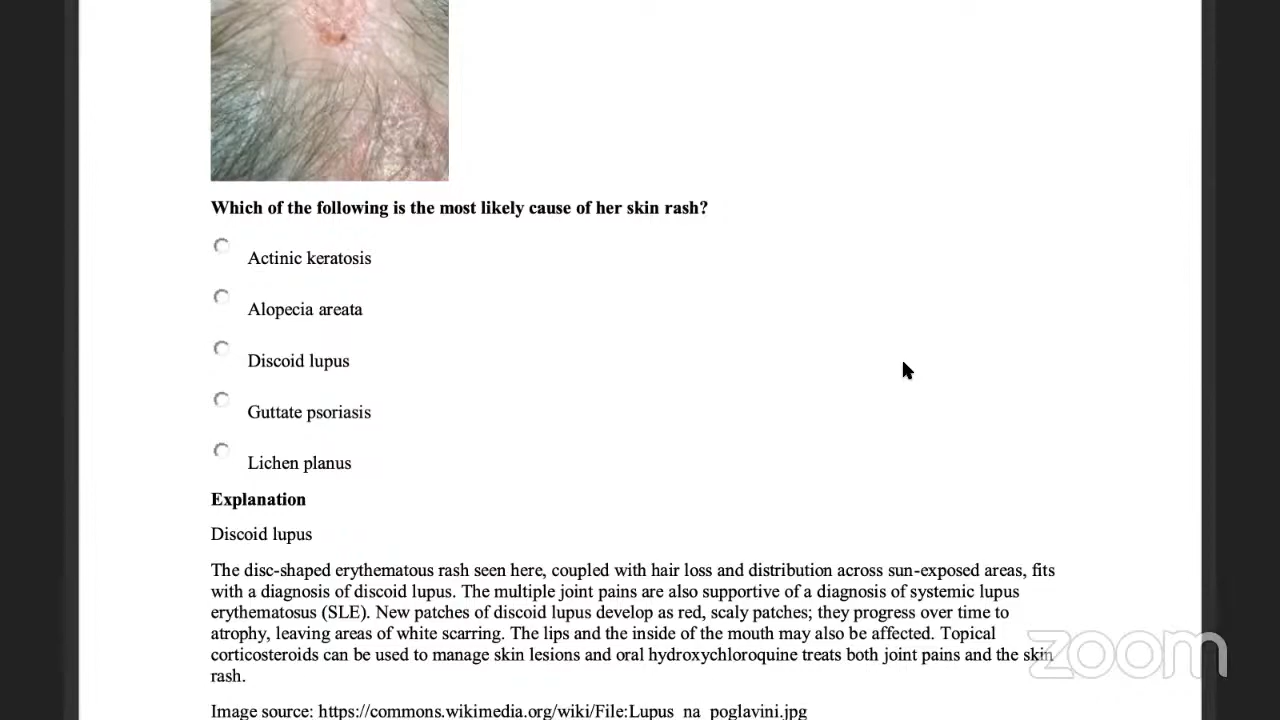 Which of the following is the most likely cause of her skin rash?
Actinic keratosis
Alopecia areata
Discoid lupus
Guttate psoriasis
Lichen planus
Explanation
Discoid lupus
The disc-shaped erythematous rash seen here, coupled with hair loss and distribution across sun-exposed areas, fits
with a diagnosis of discoid lupus. The multiple joint pains are also supportive of a diagnosis of systemic lupus
erythematosus (SLE). New patches of discoid lupus develop as red, scaly patches; they progress over time to
atrophy, leaving areas of white scarring. The lips and the inside of the mouth may also be affected. Topical
corticosteroids can be used to manage skin lesions and oral hydroxychloroquine treats both joint pains and the skin
rash.
zoom
Image source: https://commons.wikimedia.org/wiki/File:Lupus_na_poglavini.jpg